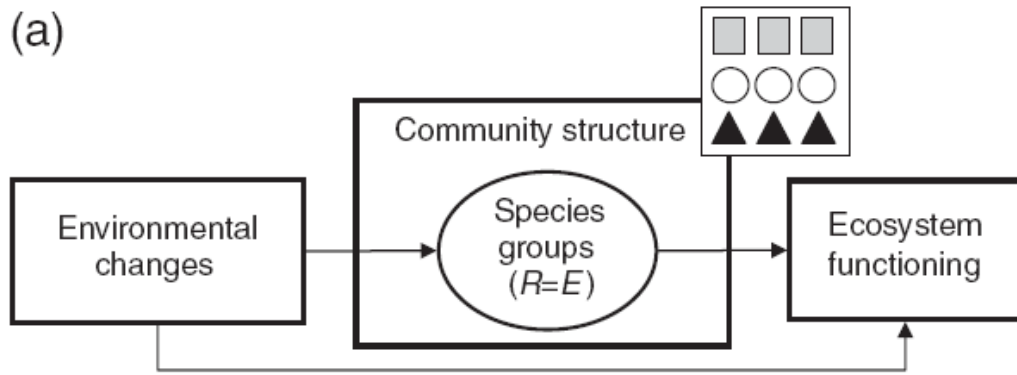 (a)
Community structure
Environmental
changes
Species
groups
(R=E)
Ecosystem
functioning